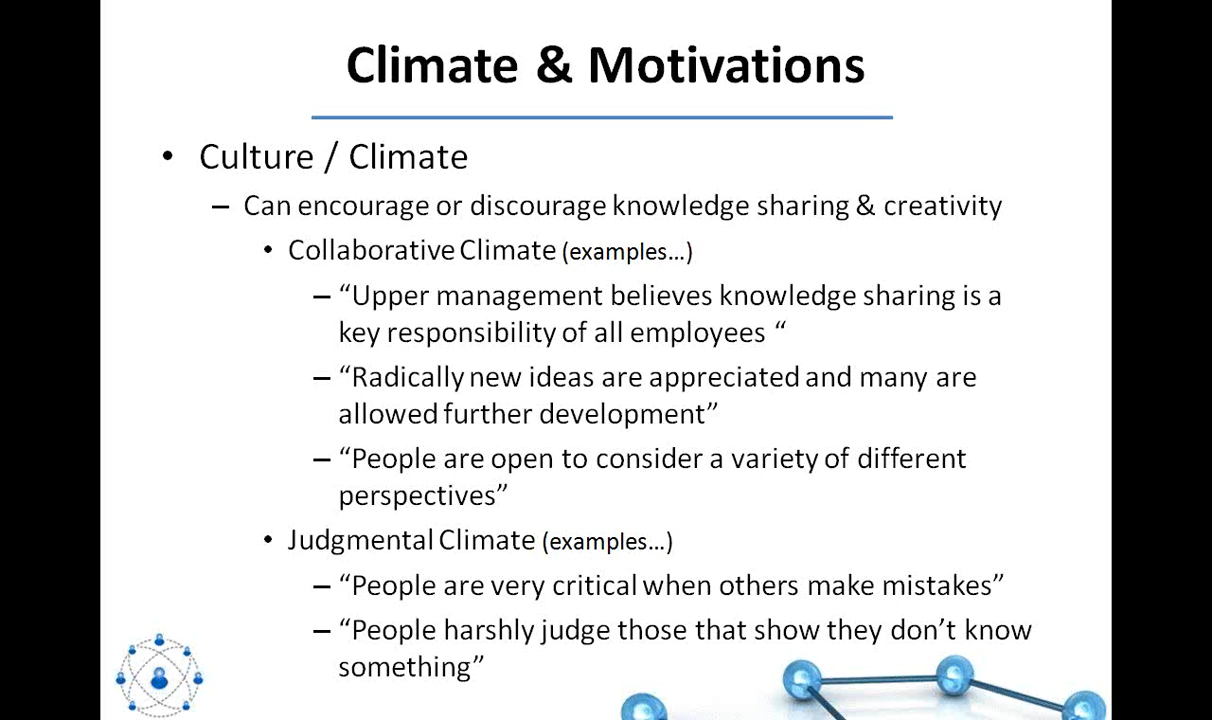 Climate & Motivations
• Culture / Climate
– Can encourage or discourage knowledge sharing & creativity
• Collaborative Climate (examples…)
– “Upper management believes knowledge sharing is a
key responsibility of all employees “
– “Radically new ideas are appreciated and many are
allowed further development”
– “People are open to consider a variety of different
perspectives”
• Judgmental Climate (examples…)
– “People are very critical when others make mistakes”
– “People harshly judge those that show they don’t know
something”